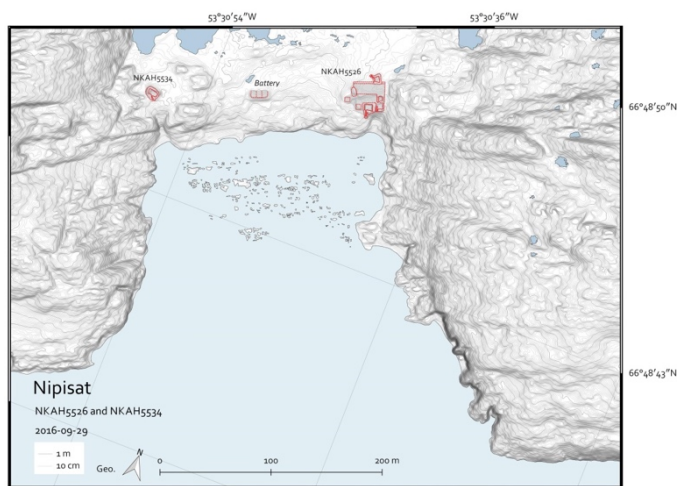 53°30'54"W
53°30'36"W
NKAH5534
Battery
NKAH5526
66°48'50"N
66°48'43"N
Nipisat
NKAH5526 and NKAH5534
2016-09-29
1 m
10 cm
Geo.
N
0
100
200 m